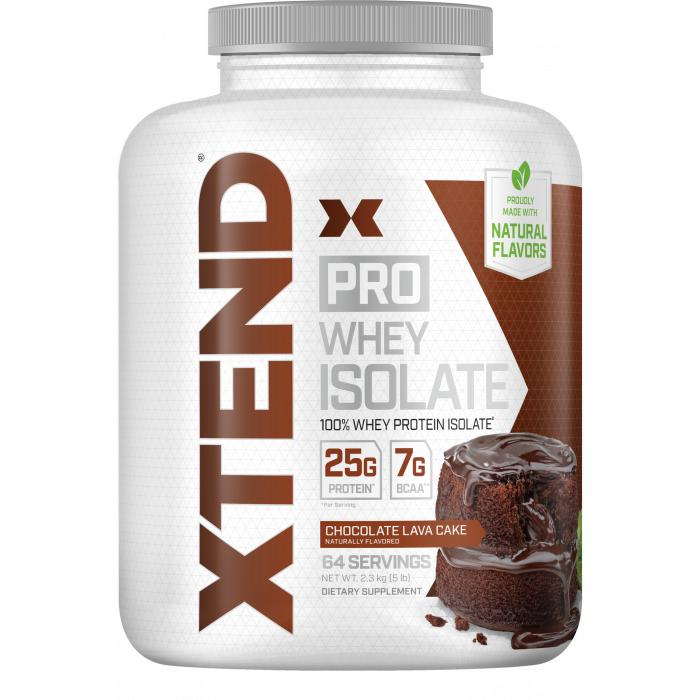 XTEND®
PROUDLY
MADE WITH
NATURAL
FLAVORS
PRO
WHEY
ISOLATE
100% WHEY PROTEIN ISOLATE
25G
PROTEIN*
7G
BCAA**
*Per Serving
CHOCOLATE LAVA CAKE
NATURALLY FLAVORED
64 SERVINGS
NET WT. 2.3 kg (5 lb)
DIETARY SUPPLEMENT